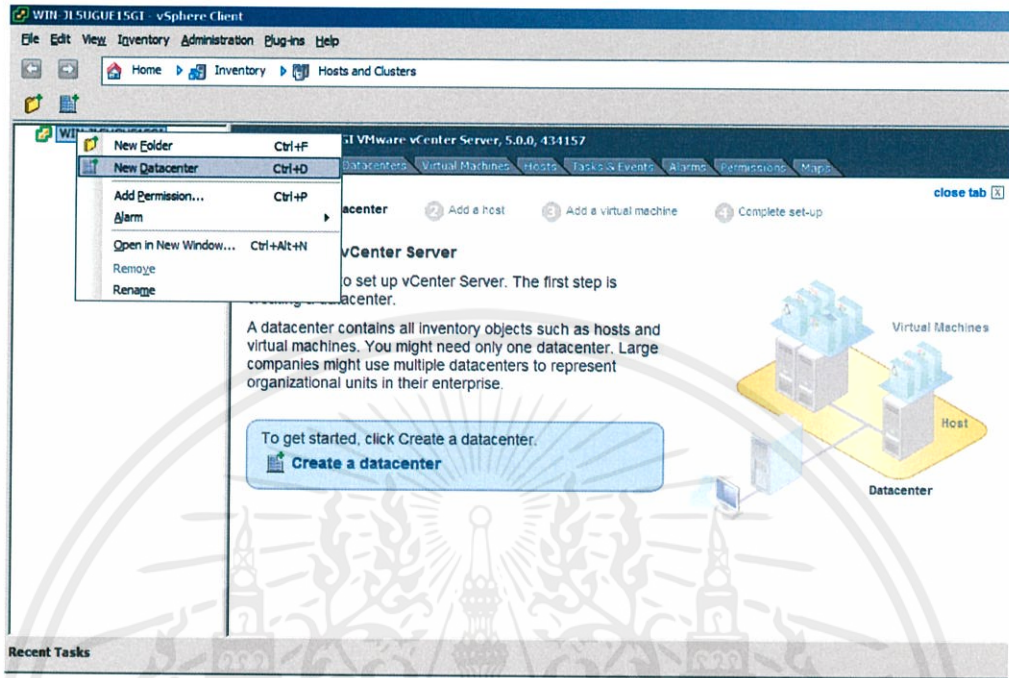 WIN-JL5UGUE15GI - vSphere Client
File Edit View Inventory Administration Plug-ins Help
Home Inventory Hosts and Clusters
New Folder Ctrl+F
New Datacenter Ctrl+D
Add Permission... Ctrl+P
Alarm
Open in New Window... Ctrl+Alt+N
Remove
Rename
GI VMware vCenter Server, 5.0.0, 434157
Datacenters Virtual Machines Hosts Tasks & Events Alarms Permissions Maps
close tab X
acenter 2 Add a host 3 Add a virtual machine 4 Complete set-up
vCenter Server
o set up vCenter Server. The first step is
acenter.
A datacenter contains all inventory objects such as hosts and
virtual machines. You might need only one datacenter. Large
companies might use multiple datacenters to represent
organizational units in their enterprise.
To get started, click Create a datacenter.
Create a datacenter
Virtual Machines
Host
Datacenter
Recent Tasks